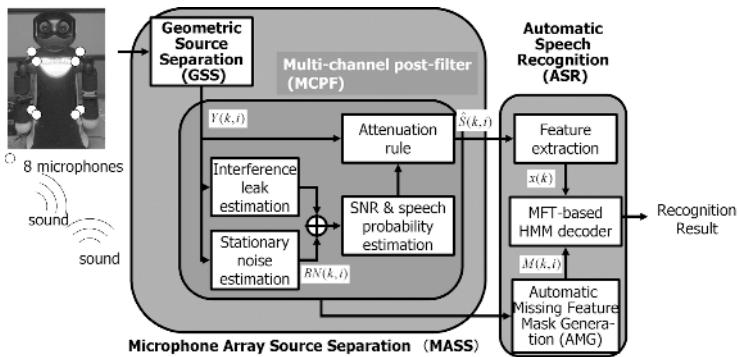 Geometric
Source
Separation
(GSS)
Multi-channel post-filter
(MCPF)
Automatic
Speech
Recognition
(ASR)
Y(k,i)
Attenuation
rule
Ŝ(k,i)
Feature
extraction
8 microphones
sound
sound
Interference
leak
estimation
Stationary
noise
estimation
BN(k,i)
SNR & speech
probability
estimation
x(k)
MFT-based
HMM decoder
Recognition
Result
M(k,i)
Automatic
Missing Feature
Mask Genera-
tion (AMG)
Microphone Array Source Separation （MASS）